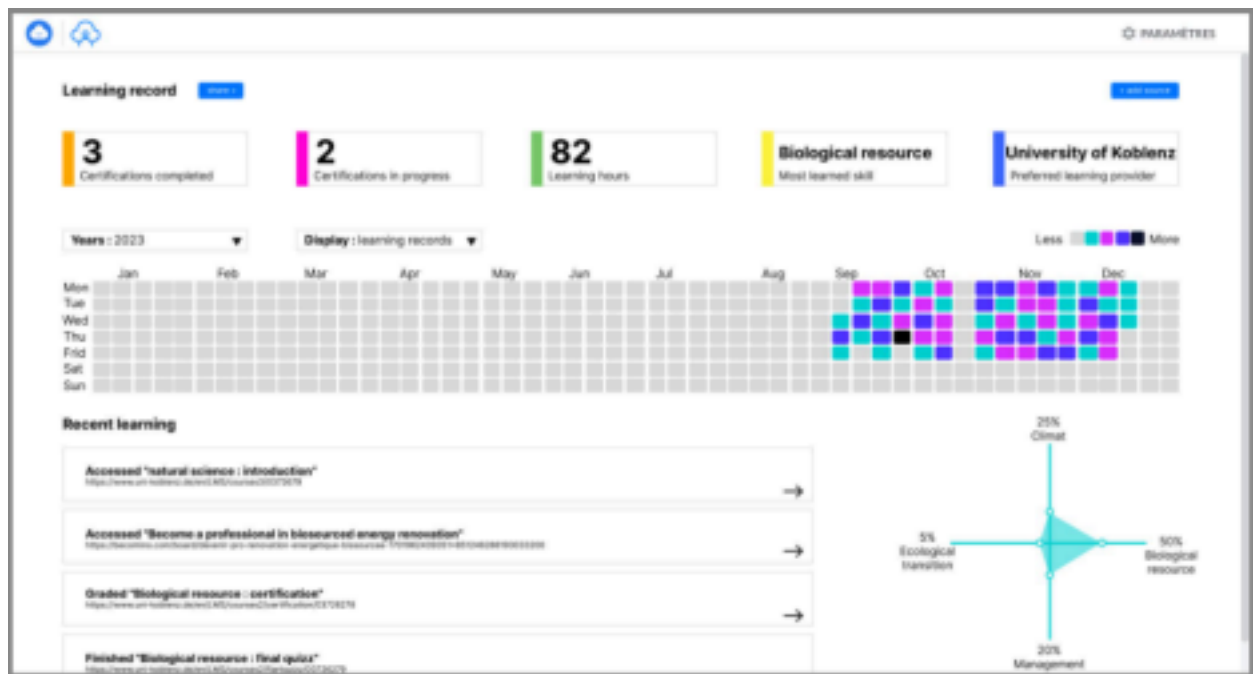 PARAMÈTRES
Learning record
share
+ add source
3
Certifications completed
2
Certifications in progress
82
Learning hours
Biological resource
Most learned skill
University of Koblenz
Preferred learning provider
Years : 2023
Display : learning records
Less
More
Jan Feb Mar Apr May Jun Jul Aug Sep Oct Nov Dec
Mon
Tue
Wed
Thu
Frid
Sat
Sun
Recent learning
Accessed "natural science : introduction"
Accessed "Become a professional in biosourced energy renovation"
Graded "Biological resource : certification"
Finished "Biological resource : final quizz"
25%
Climat
5%
Ecological
transition
50%
Biological
resource
20%
Management